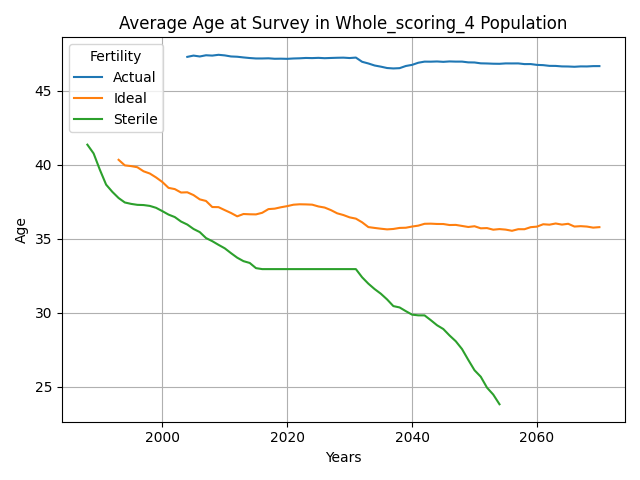 Average Age at Survey in Whole_scoring_4 Population
Fertility
Actual
Ideal
Sterile
45
40
35
30
25
Age
2000
2020
2040
2060
Years